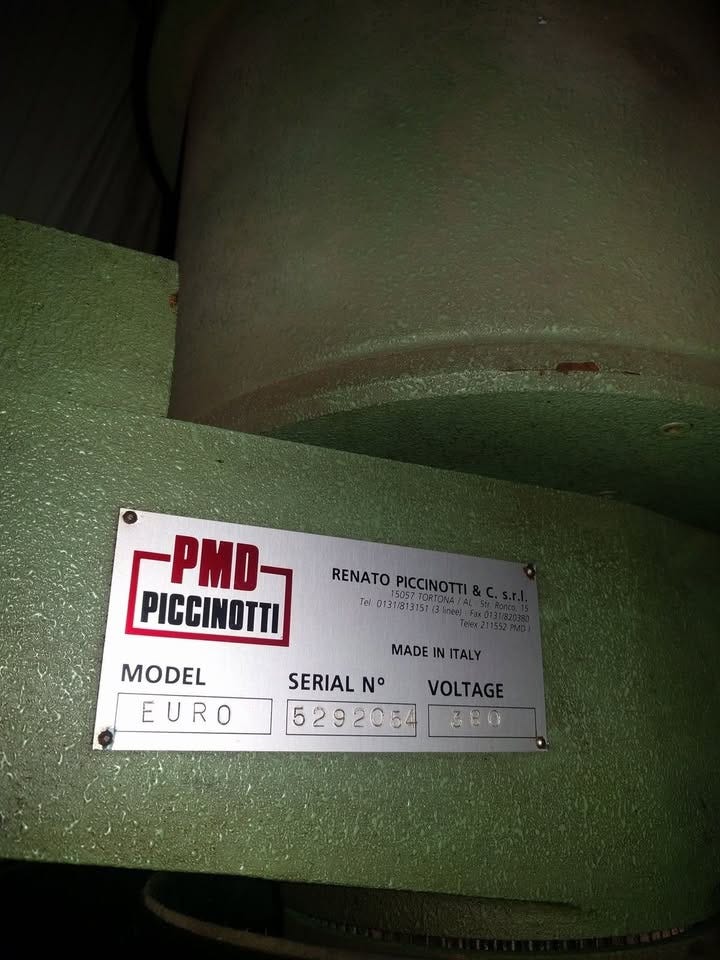 PMD
PICCINOTTI
RENATO PICCINOTTI & C. s.r.l.
15057 TORTONA / AL - Str. Ronco, 15
Tel. 0131/813151 (3 linee) - Fax 0131/820380
Telex 211552 PMD I
MADE IN ITALY
MODEL SERIAL N° VOLTAGE
EURO 5292054 380